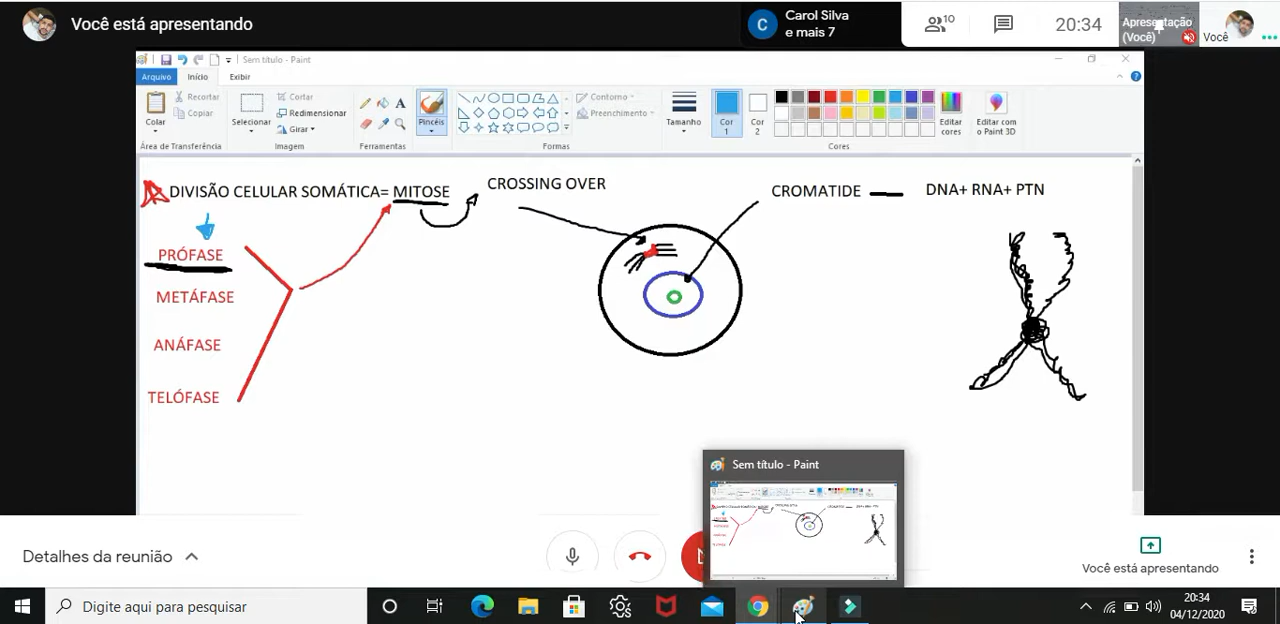 Você está apresentando
C
Carol Silva
e mais 7
10
20:34
Apresentação
(Você)
Você
Sem título - Paint
Arquivo
Início
Exibir
Colar
Recortar
Copiar
Área de Transferência
Selecionar
Cortar
Redimensionar
Girar
Imagem
A
Ferramentas
Pincéis
Contorno
Preenchimento
Formas
Tamanho
Cor
1
Cor
2
Editar
cores
Editar com
o Paint 3D
Cores
DIVISÃO CELULAR SOMÁTICA= MITOSE
CROSSING OVER
CROMATIDE
DNA+ RNA+ PTN
PRÓFASE
METÁFASE
ANÁFASE
TELÓFASE
Sem título - Paint
Detalhes da reunião
Você está apresentando
Digite aqui para pesquisar
20:34
04/12/2020